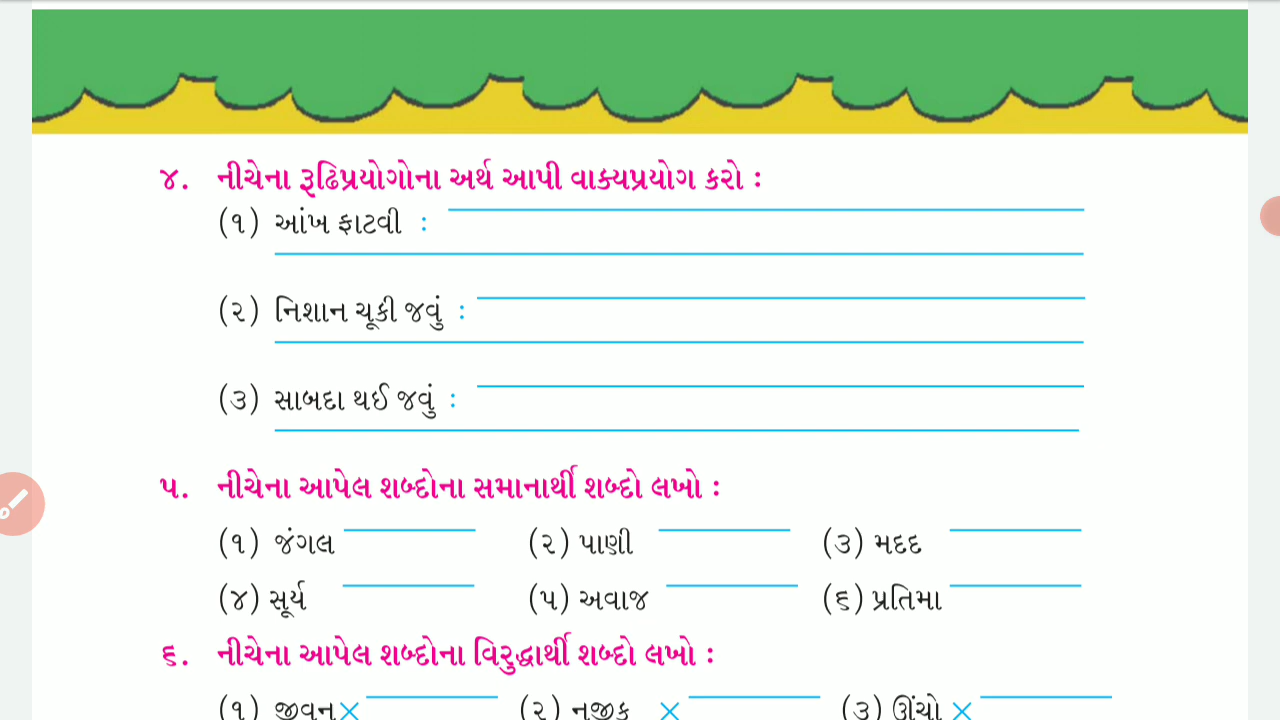 ૪. નીચેના રૂઢિપ્રયોગોના અર્થ આપી વાક્યપ્રયોગ કરો :
(૧) આંખ ફાટવી :
(૨) નિશાન ચૂકી જવું :
(૩) સાબદા થઈ જવું :
૫. નીચેના આપેલ શબ્દોના સમાનાર્થી શબ્દો લખો :
(૧) જંગલ (૨) પાણી (૩) મદદ
(૪) સૂર્ય (૫) અવાજ (૬) પ્રતિમા
૬. નીચેના આપેલ શબ્દોના વિરુદ્ધાર્થી શબ્દો લખો :
(૧) જીવન × (૨) નજીક × (૩) ઊંચો ×